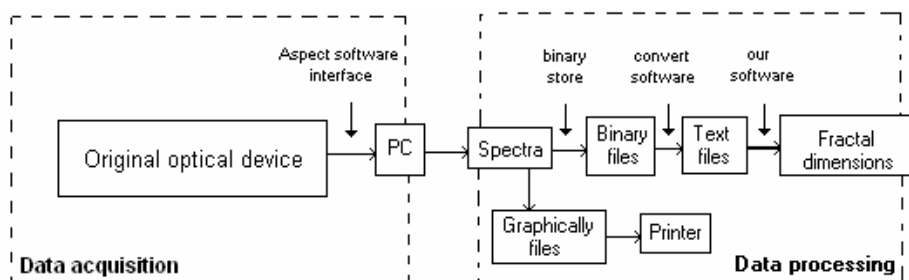 Aspect software
interface
binary
store
convert
software
our
software
Original optical device
PC
Spectra
Binary
files
Text
files
Fractal
dimensions
Graphically
files
Printer
Data acquisition
Data processing